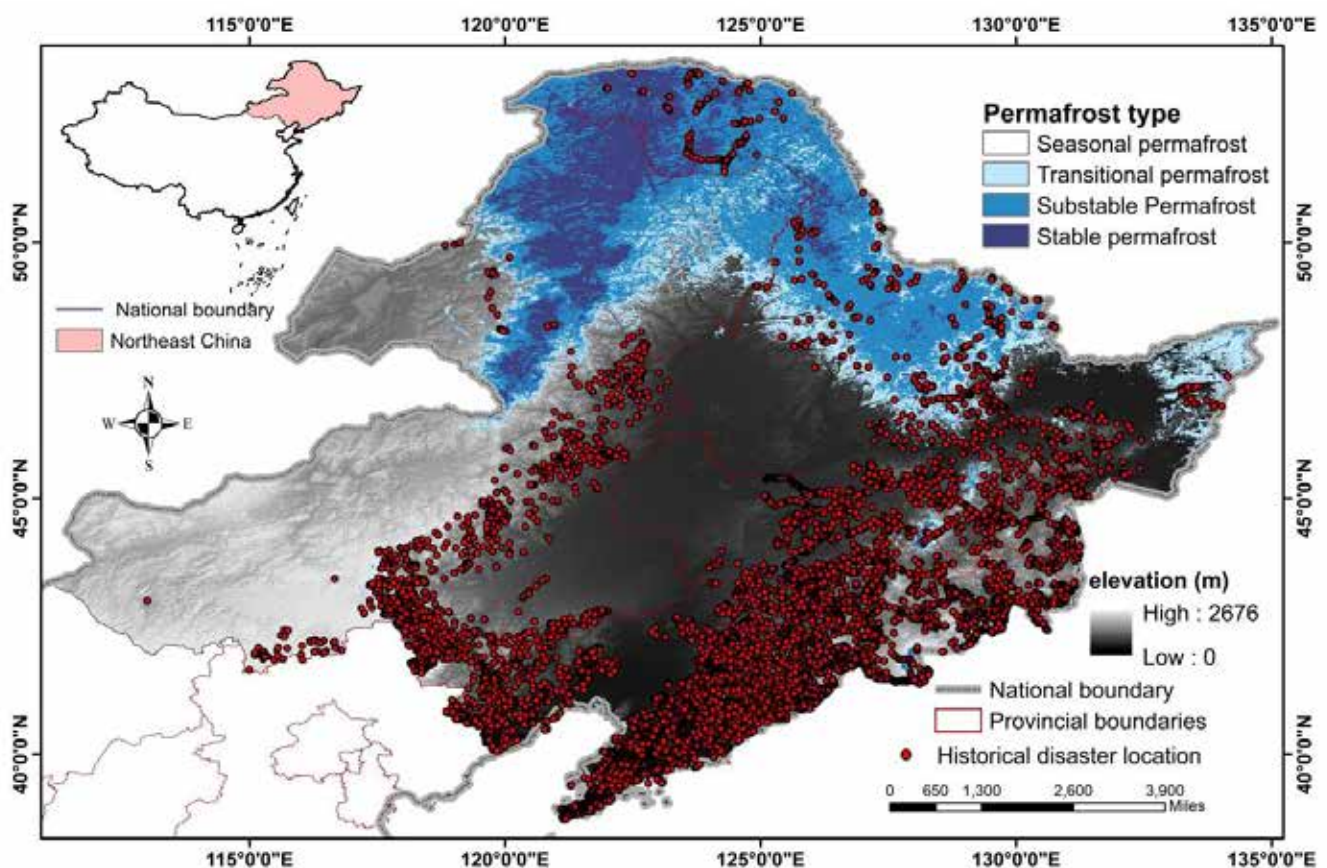 115°0'0"E 120°0'0"E 125°0'0"E 130°0'0"E 135°0'0"E
Permafrost type
Seasonal permafrost
Transitional permafrost
Substable Permafrost
Stable permafrost
50°0'0"N
50°0'0"N
National boundary
Northeast China
N
W E
S
45°0'0"N
45°0'0"N
elevation (m)
High : 2676
Low : 0
National boundary
Provincial boundaries
Historical disaster location
40°0'0"N
40°0'0"N
0 650 1,300 2,600 3,900
Miles
115°0'0"E 120°0'0"E 125°0'0"E 130°0'0"E 135°0'0"E